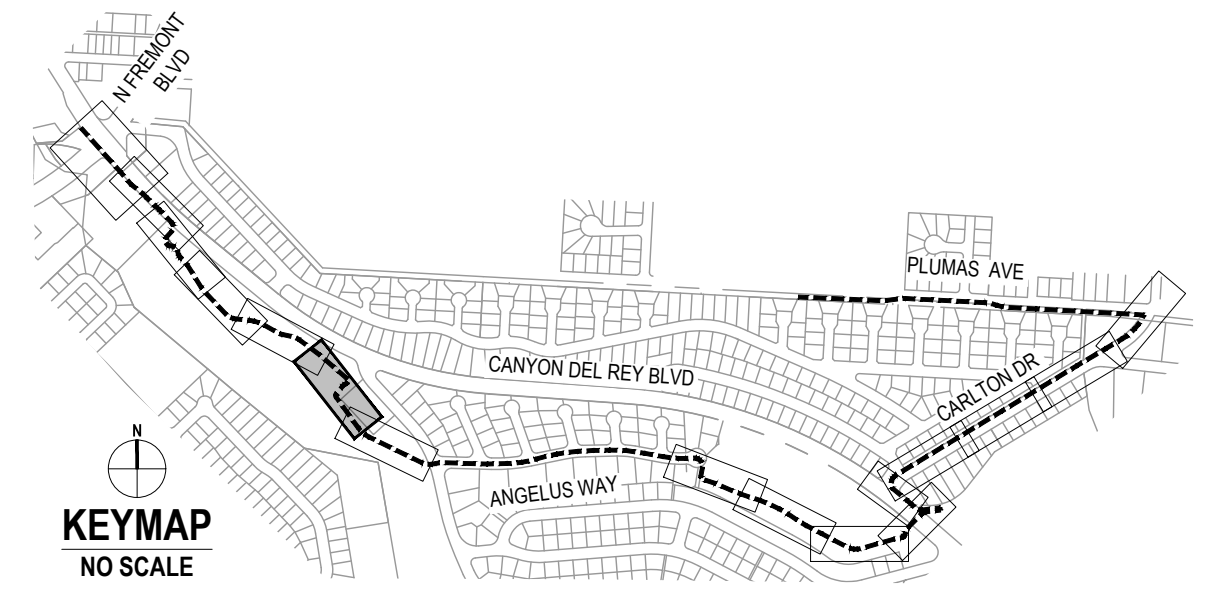 N FREMONT
BLVD
PLUMAS AVE
CANYON DEL REY BLVD
CARLTON DR
ANGELUS WAY
N
KEYMAP
NO SCALE